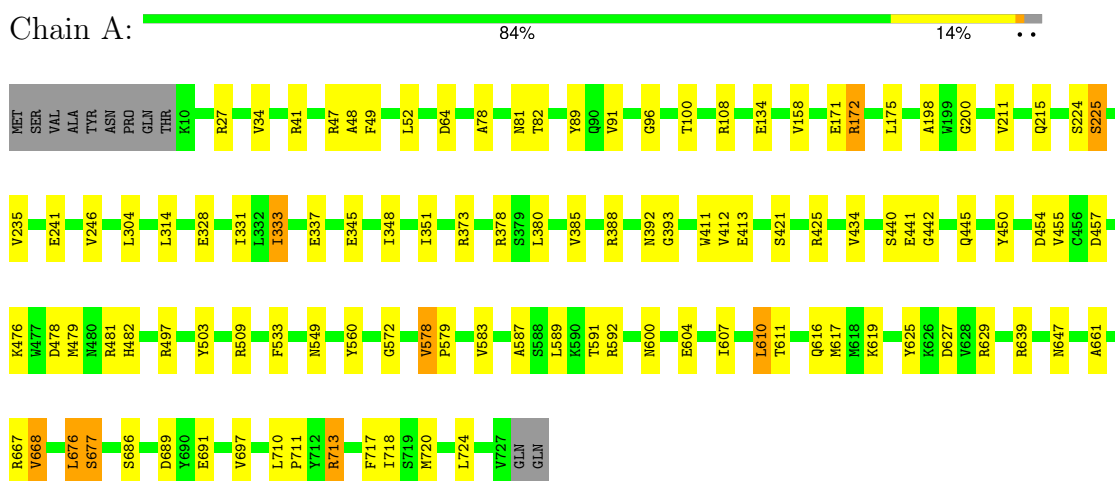 Chain A:
84% 14% • •
MET SER VAL ALA TYR ASN PRO GLN THR K10 R27 V34 R41 R47 A48 F49 L52 D64 A78 N81 T82 Y89 Q90 V91 G96 T100 R108 E134 V158 E171 R172 L175 A198 W199 G200 V211 Q215 S224 S225
V235 E241 V246 L304 L314 E328 I331 L332 I333 E337 E345 I348 I351 R373 R378 S379 L380 V385 R388 N392 G393 W411 V412 E413 S421 R425 V434 S440 E441 G442 Q445 Y450 D454 V455 C456 D457
K476 W477 D478 M479 N480 R481 H482 R497 Y503 R509 F533 N549 Y560 G572 V578 P579 V583 A587 S588 L589 K590 T591 R592 N600 E604 I607 L610 T611 Q616 M617 M618 K619 Y625 K626 D627 V628 R629 R639 N647 A661
R667 V668 L676 S677 S686 D689 Y690 E691 V697 L710 P711 Y712 R713 F717 I718 S719 M720 L724 V727 GLN GLN